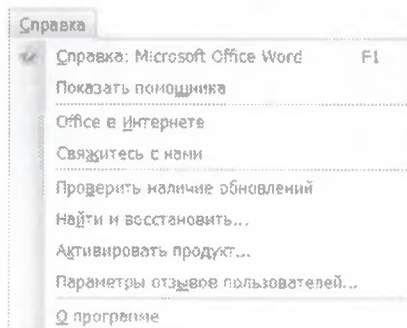 Справка
Справка: Microsoft Office Word F1
Показать помощника
Office в Интернете
Свяжитесь с нами
Проверить наличие обновлений
Найти и восстановить...
Активировать продукт...
Параметры отзывов пользователей...
О программе